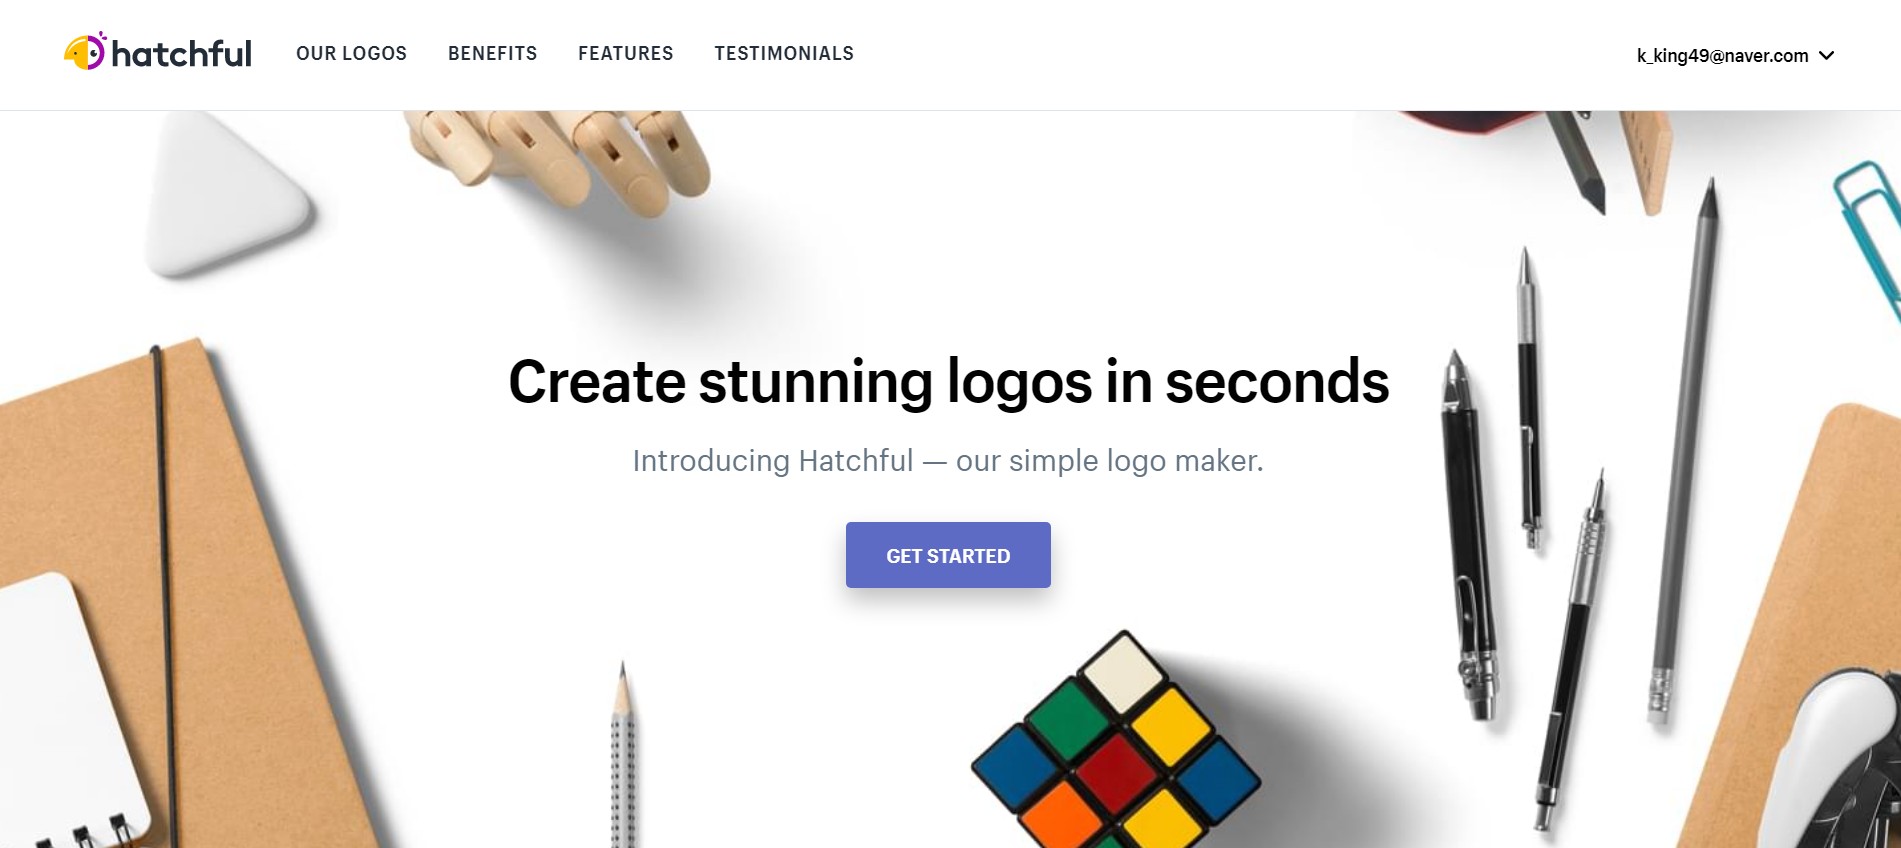 hatchful
OUR LOGOS
BENEFITS
FEATURES
TESTIMONIALS
k_king49@naver.com
Create stunning logos in seconds
Introducing Hatchful — our simple logo maker.
GET STARTED